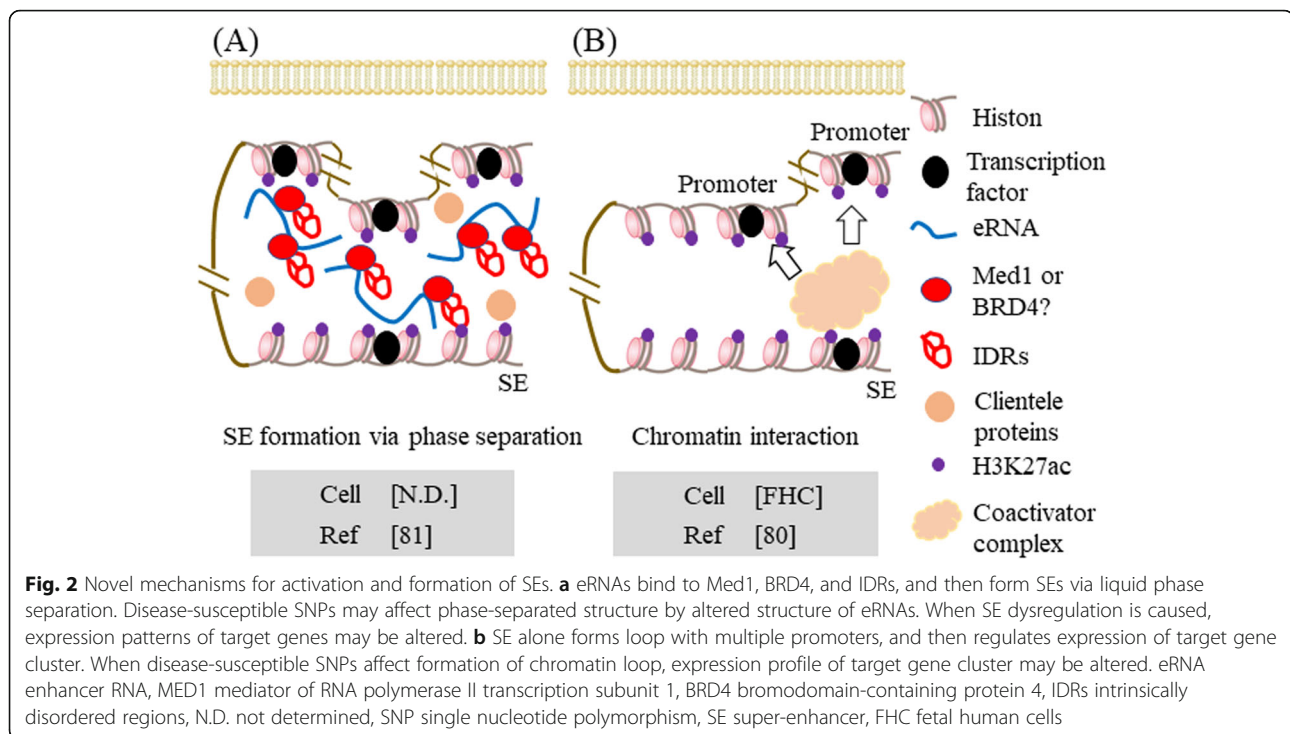 (A)
(B)
Promoter
Promoter
SE
SE
Histon
Transcription
factor
eRNA
Med1 or
BRD4?
IDRs
Clientele
proteins
H3K27ac
Coactivator
complex
SE formation via phase separation
Chromatin interaction
Cell [N.D.]
Ref [81]
Cell [FHC]
Ref [80]
Fig. 2 Novel mechanisms for activation and formation of SEs. a eRNAs bind to Med1, BRD4, and IDRs, and then form SEs via liquid phase
separation. Disease-susceptible SNPs may affect phase-separated structure by altered structure of eRNAs. When SE dysregulation is caused,
expression patterns of target genes may be altered. b SE alone forms loop with multiple promoters, and then regulates expression of target gene
cluster. When disease-susceptible SNPs affect formation of chromatin loop, expression profile of target gene cluster may be altered. eRNA
enhancer RNA, MED1 mediator of RNA polymerase II transcription subunit 1, BRD4 bromodomain-containing protein 4, IDRs intrinsically
disordered regions, N.D. not determined, SNP single nucleotide polymorphism, SE super-enhancer, FHC fetal human cells